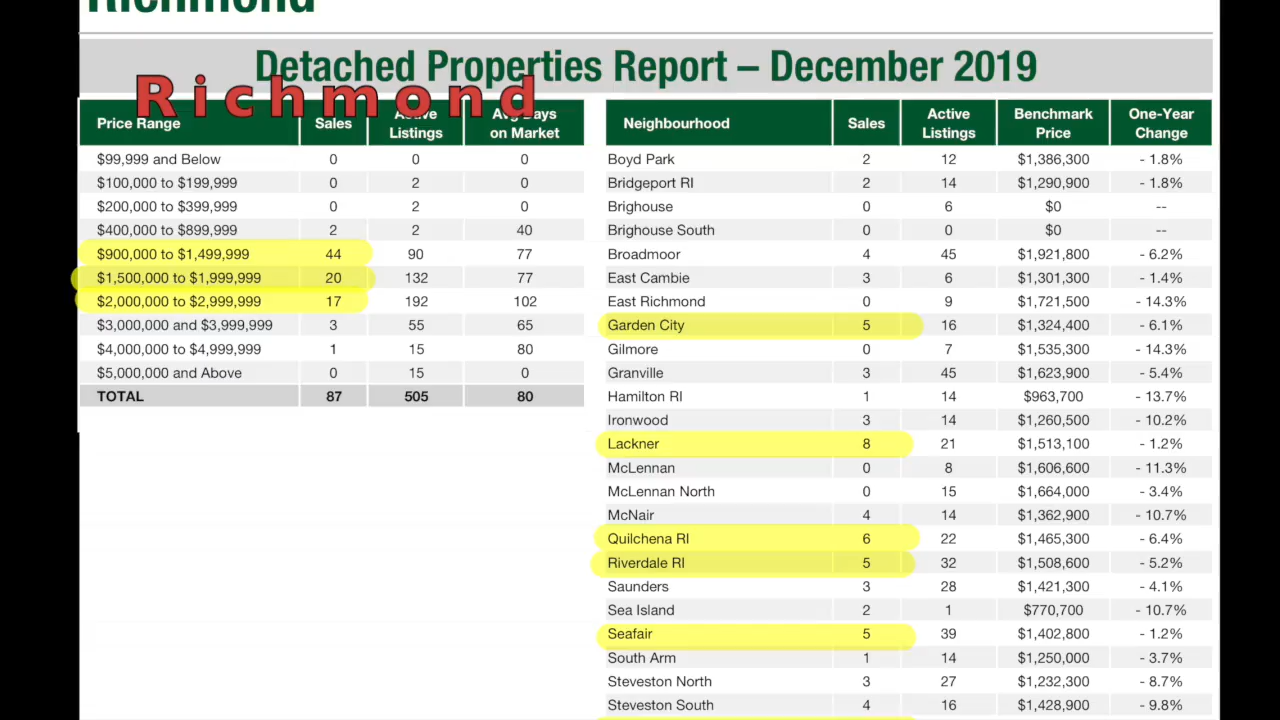 Richmond
Detached Properties Report – December 2019
Richmond
Price Range Sales Active Listings Avg Days on Market
$99,999 and Below 0 0 0
$100,000 to $199,999 0 2 0
$200,000 to $399,999 0 2 0
$400,000 to $899,999 2 2 40
$900,000 to $1,499,999 44 90 77
$1,500,000 to $1,999,999 20 132 77
$2,000,000 to $2,999,999 17 192 102
$3,000,000 and $3,999,999 3 55 65
$4,000,000 to $4,999,999 1 15 80
$5,000,000 and Above 0 15 0
TOTAL 87 505 80
Neighbourhood Sales Active Listings Benchmark Price One-Year Change
Boyd Park 2 12 $1,386,300 - 1.8%
Bridgeport RI 2 14 $1,290,900 - 1.8%
Brighouse 0 6 $0 --
Brighouse South 0 0 $0 --
Broadmoor 4 45 $1,921,800 - 6.2%
East Cambie 3 6 $1,301,300 - 1.4%
East Richmond 0 9 $1,721,500 - 14.3%
Garden City 5 16 $1,324,400 - 6.1%
Gilmore 0 7 $1,535,300 - 14.3%
Granville 3 45 $1,623,900 - 5.4%
Hamilton RI 1 14 $963,700 - 13.7%
Ironwood 3 14 $1,260,500 - 10.2%
Lackner 8 21 $1,513,100 - 1.2%
McLennan 0 8 $1,606,600 - 11.3%
McLennan North 0 15 $1,664,000 - 3.4%
McNair 4 14 $1,362,900 - 10.7%
Quilchena RI 6 22 $1,465,300 - 6.4%
Riverdale RI 5 32 $1,508,600 - 5.2%
Saunders 3 28 $1,421,300 - 4.1%
Sea Island 2 1 $770,700 - 10.7%
Seafair 5 39 $1,402,800 - 1.2%
South Arm 1 14 $1,250,000 - 3.7%
Steveston North 3 27 $1,232,300 - 8.7%
Steveston South 4 16 $1,428,900 - 9.8%